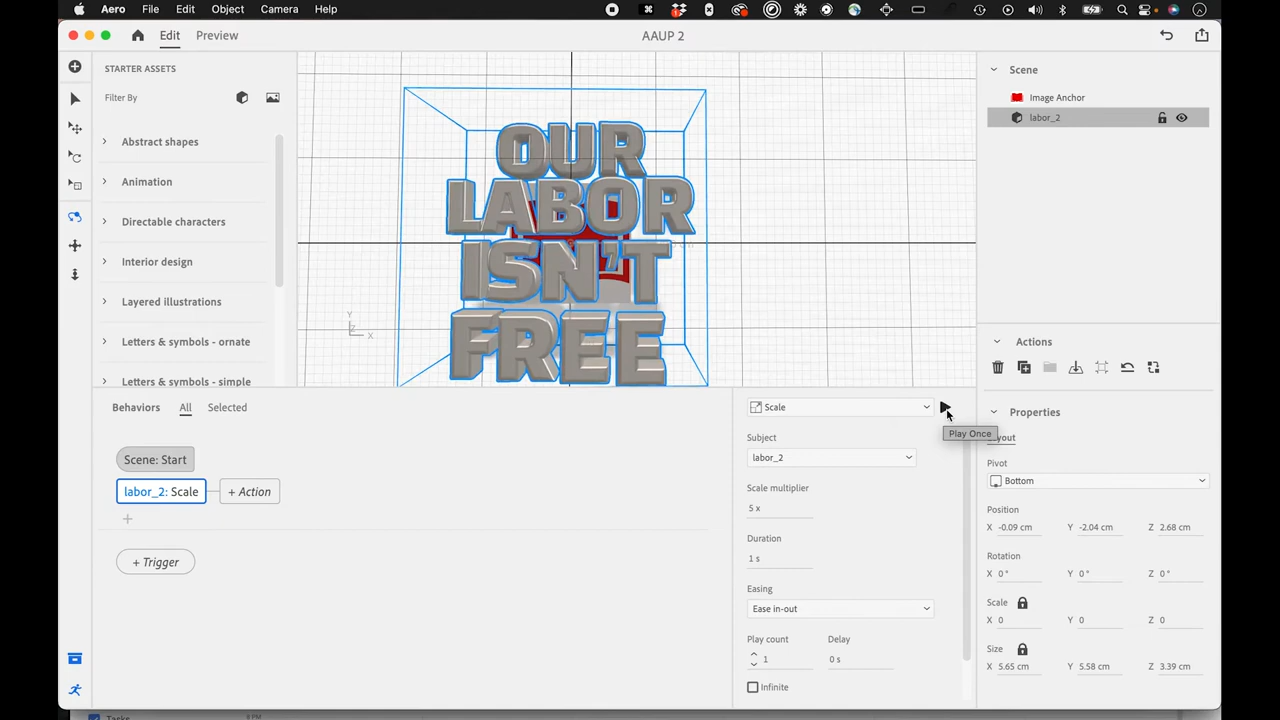 Aero File Edit Object Camera Help
Edit Preview
AAUP 2
STARTER ASSETS
Filter By
Abstract shapes
Animation
Directable characters
Interior design
Layered illustrations
Letters & symbols - ornate
Letters & symbols - simple
OUR
LABOR
ISN'T
FREE
Y
Z
X
Scene
Image Anchor
labor_2
Actions
Behaviors All Selected
Scene: Start
labor_2: Scale + Action
+
+ Trigger
Scale
Play Once
Subject
labor_2
Scale multiplier
5 x
Duration
1 s
Easing
Ease in-out
Play count Delay
1 0 s
Infinite
Properties
Pivot
Bottom
Position
X -0.09 cm Y -2.04 cm Z 2.68 cm
Rotation
X 0° Y 0° Z 0°
Scale
X 0 Y 0 Z 0
Size
X 5.65 cm Y 5.58 cm Z 3.39 cm